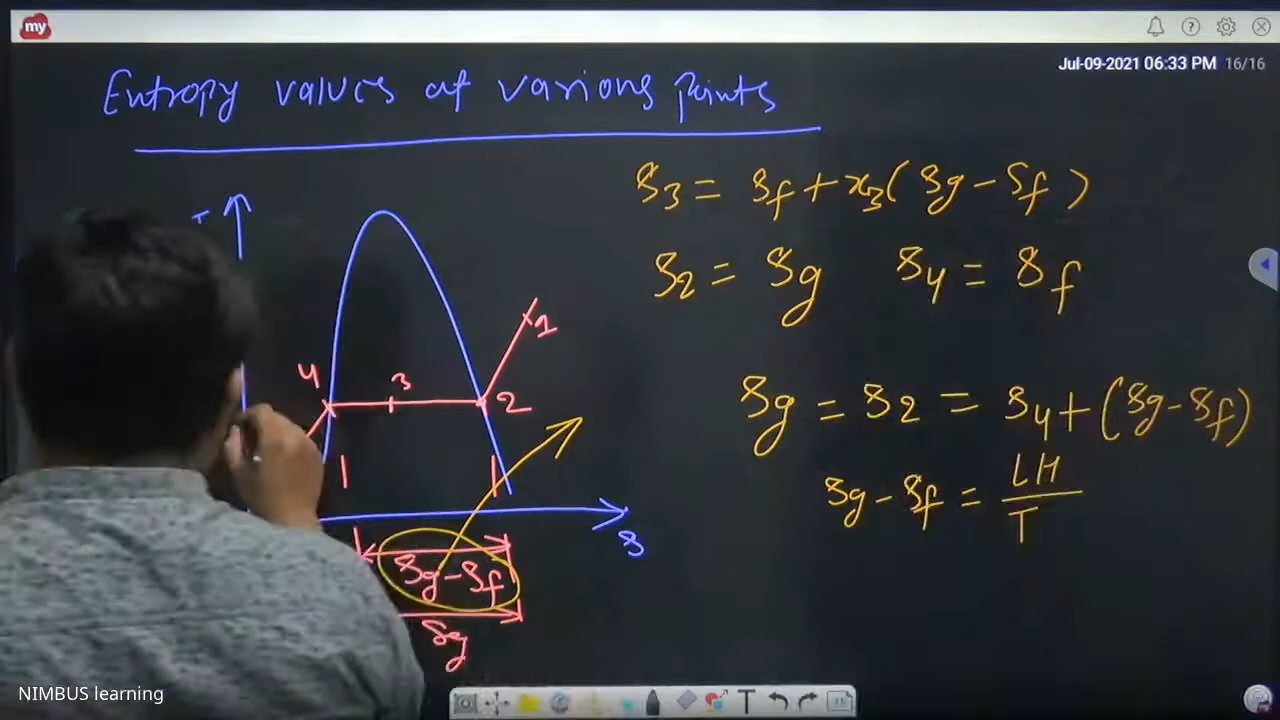 my
Jul-09-2021 06:33 PM 16/16
Entropy values at various points
T
s3 = sf + x3 (sg - sf)
s2 = sg s4 = sf
1
4 3 2
sg = s2 = s4 + (sg - sf)
sg - sf = LH / T
s
sg - sf
sg
NIMBUS learning
T